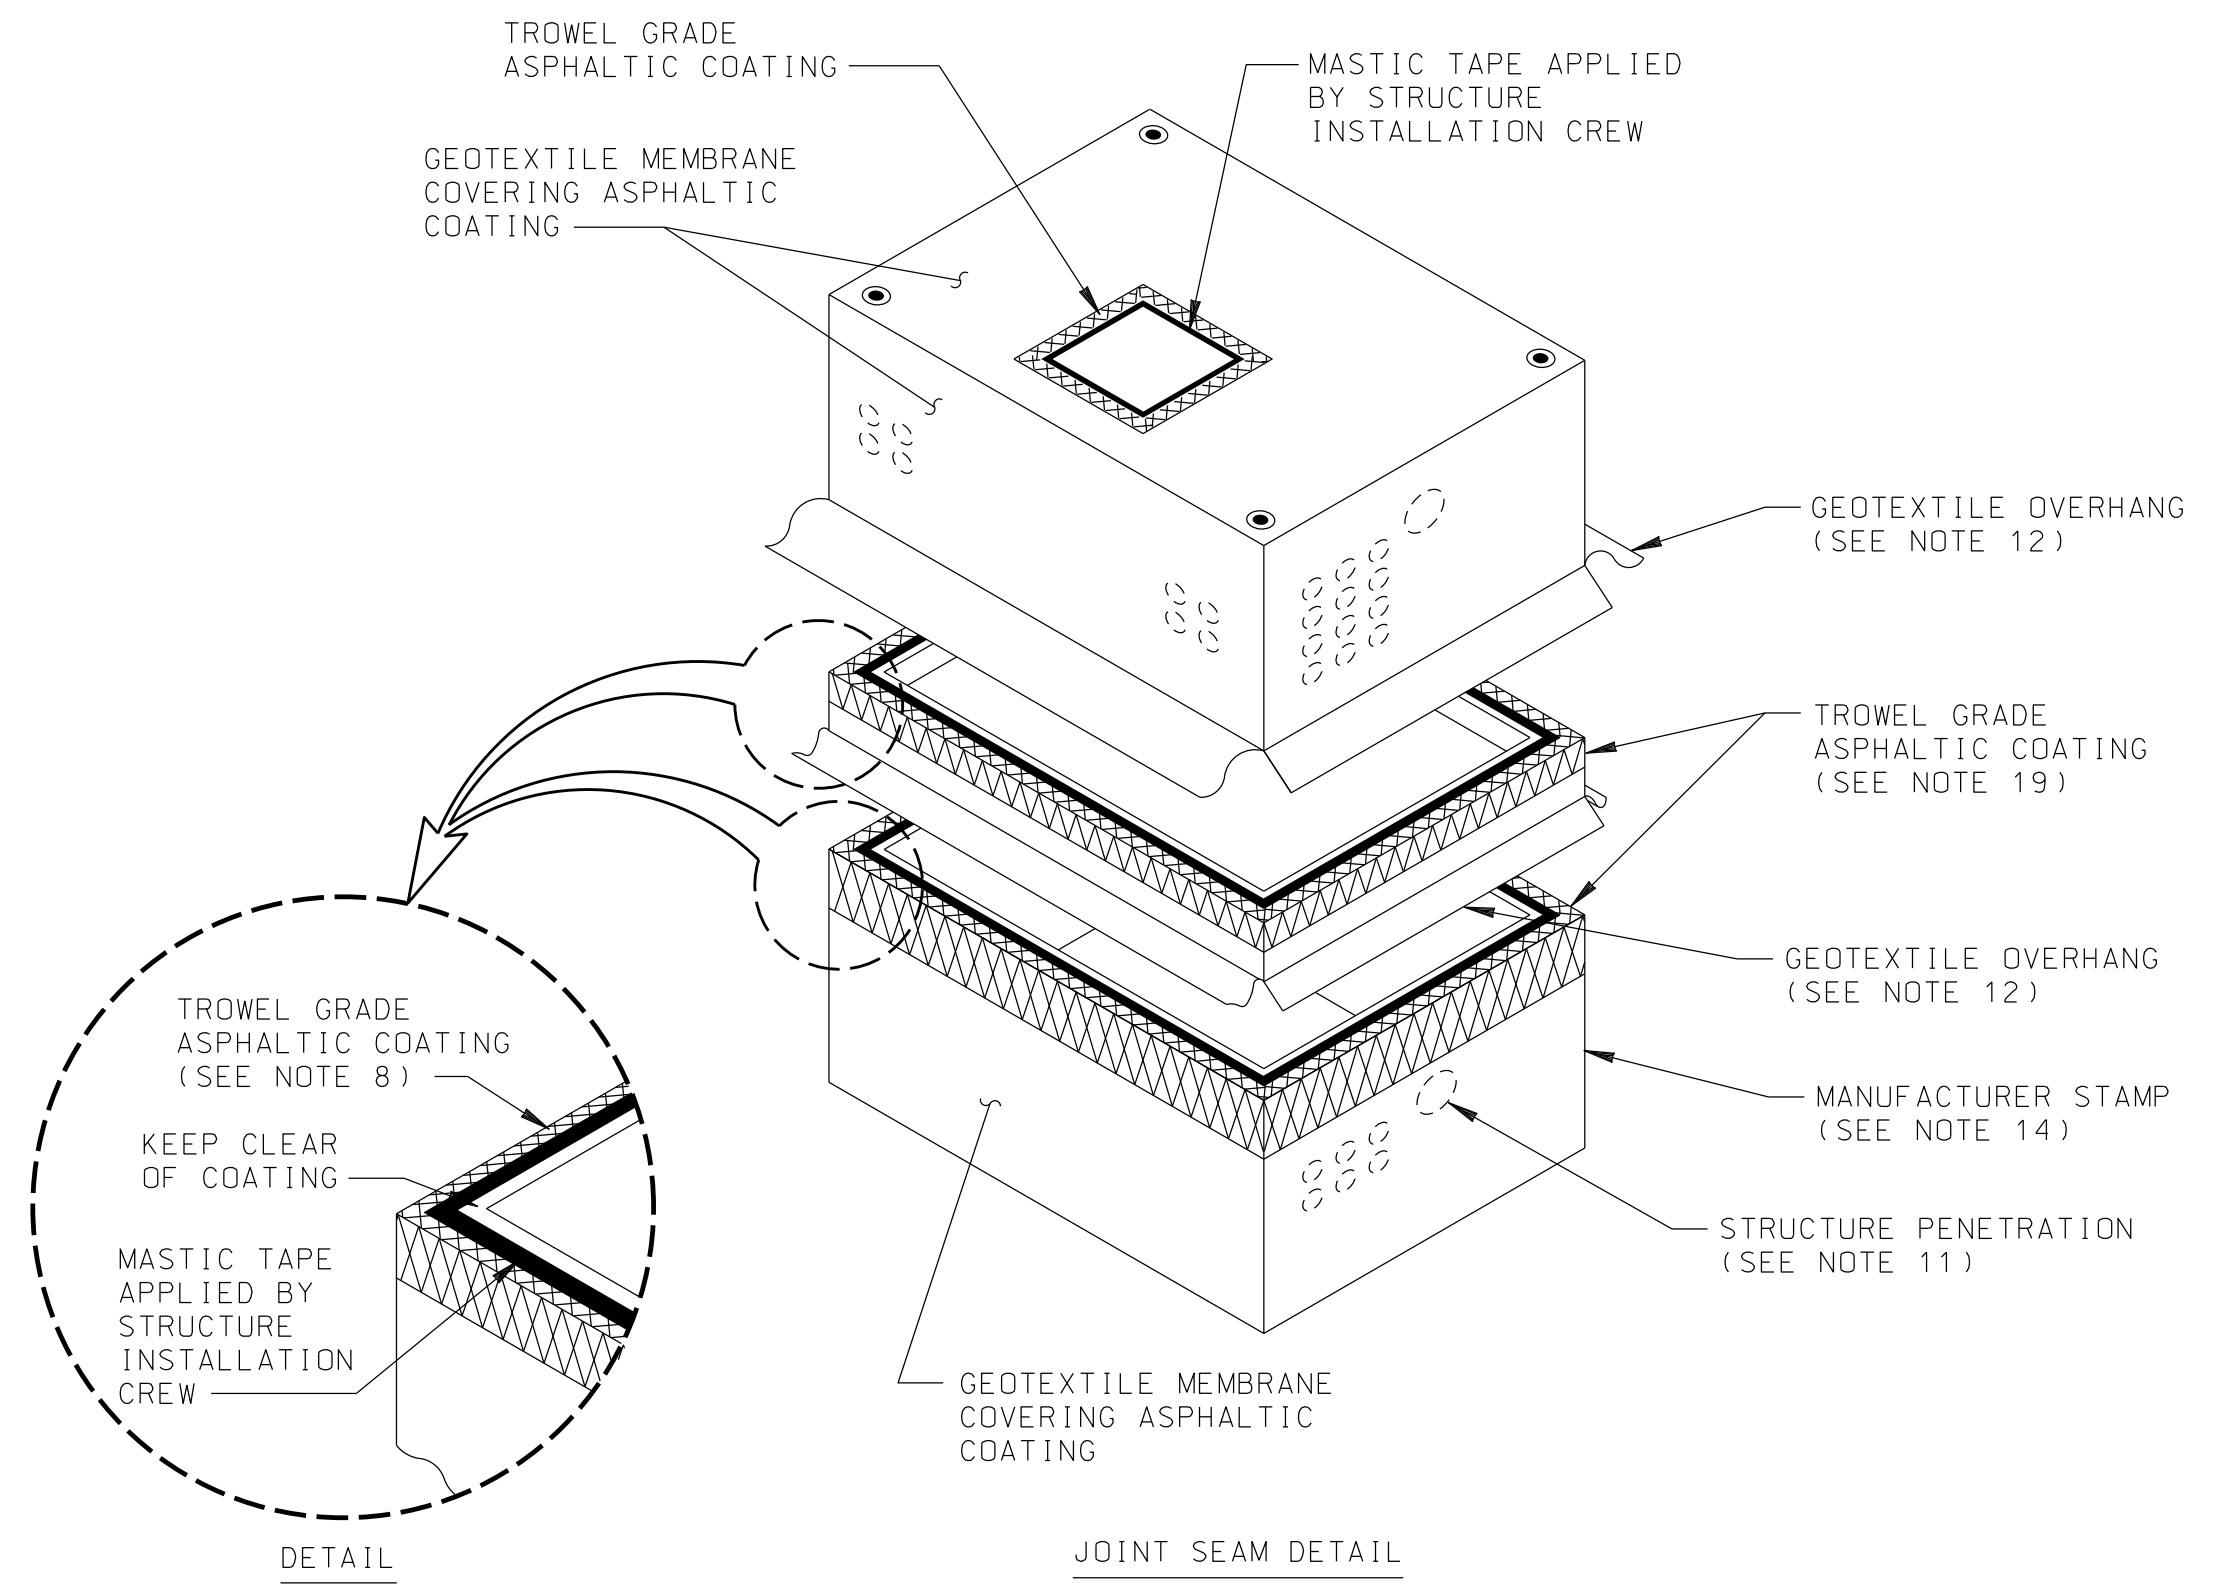 TROWEL GRADE
ASPHALTIC COATING
MASTIC TAPE APPLIED
BY STRUCTURE
INSTALLATION CREW
GEOTEXTILE MEMBRANE
COVERING ASPHALTIC
COATING
GEOTEXTILE OVERHANG
(SEE NOTE 12)
TROWEL GRADE
ASPHALTIC COATING
(SEE NOTE 19)
GEOTEXTILE OVERHANG
(SEE NOTE 12)
MANUFACTURER STAMP
(SEE NOTE 14)
STRUCTURE PENETRATION
(SEE NOTE 11)
GEOTEXTILE MEMBRANE
COVERING ASPHALTIC
COATING
TROWEL GRADE
ASPHALTIC COATING
(SEE NOTE 8)
KEEP CLEAR
OF COATING
MASTIC TAPE
APPLIED BY
STRUCTURE
INSTALLATION
CREW
DETAIL
JOINT SEAM DETAIL